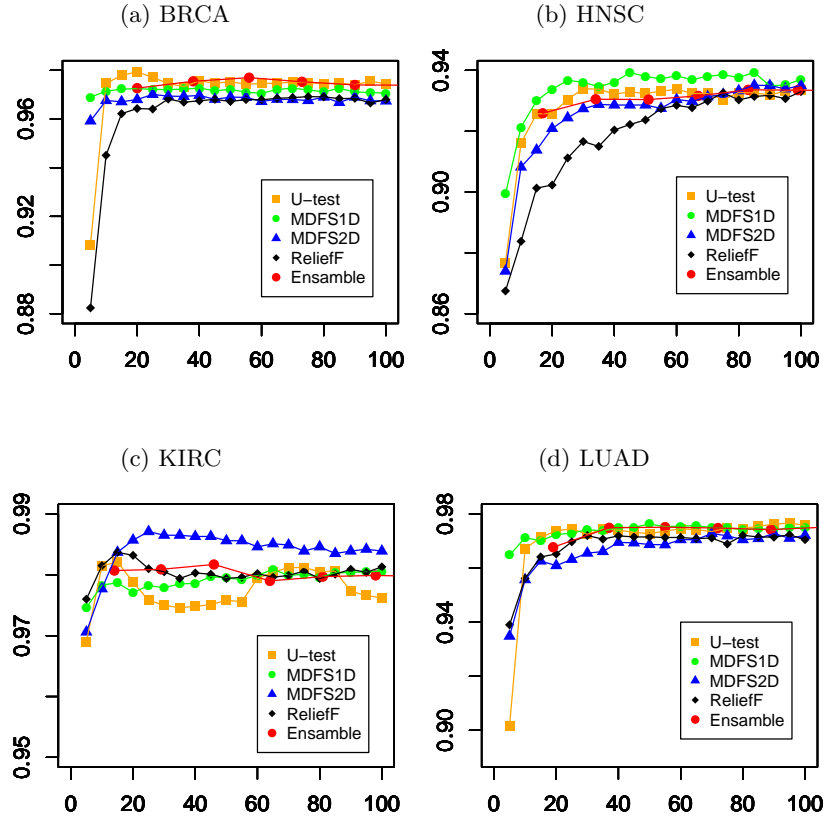 (a) BRCA
0.96
0.92
0.88
U−test
MDFS1D
MDFS2D
ReliefF
Ensamble
0 20 40 60 80 100
(b) HNSC
0.94
0.90
0.86
U−test
MDFS1D
MDFS2D
ReliefF
Ensamble
0 20 40 60 80 100
(c) KIRC
0.99
0.97
0.95
U−test
MDFS1D
MDFS2D
ReliefF
Ensamble
0 20 40 60 80 100
(d) LUAD
0.98
0.94
0.90
U−test
MDFS1D
MDFS2D
ReliefF
Ensamble
0 20 40 60 80 100